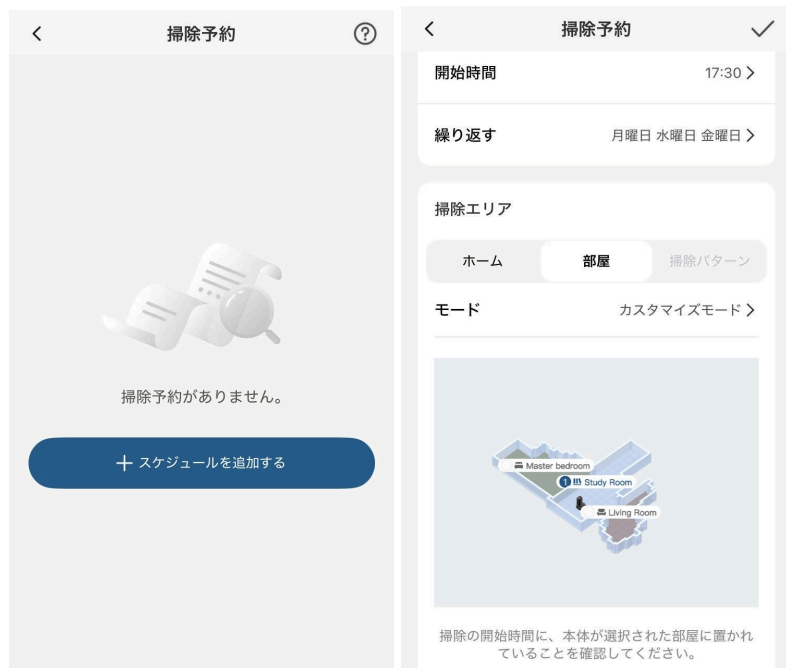 掃除予約
掃除予約がありません。
+ スケジュールを追加する
掃除予約
開始時間 17:30
繰り返す 月曜日 水曜日 金曜日
掃除エリア
ホーム 部屋 掃除パターン
モード カスタマイズモード
Master bedroom
1 Study Room
Living Room
掃除の開始時間に、本体が選択された部屋に置かれ
ていることを確認してください。